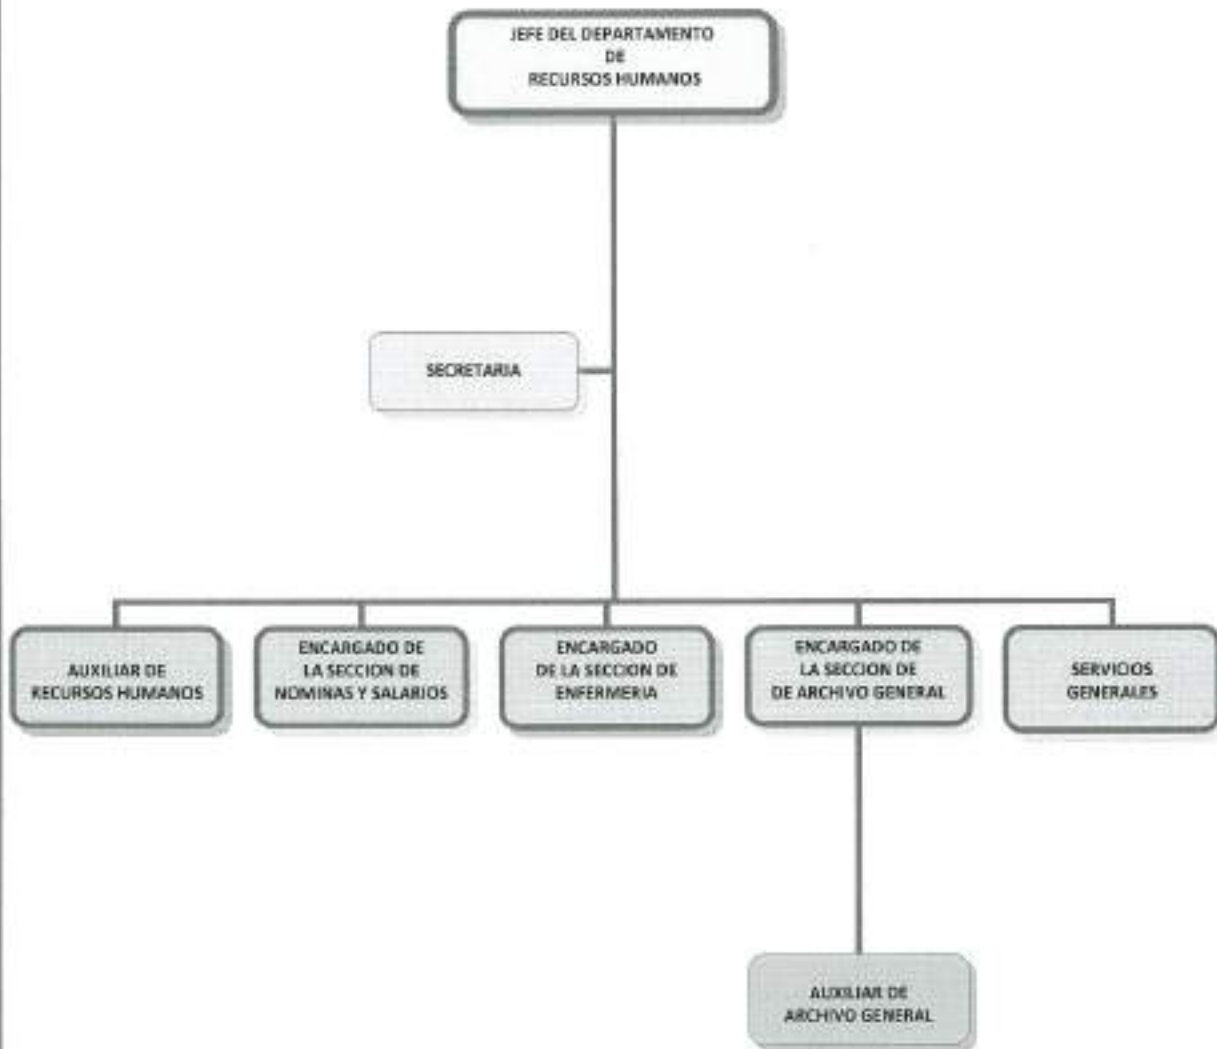 JEFE DEL DEPARTAMENTO
DE
RECURSOS HUMANOS
SECRETARIA
AUXILIAR DE
RECURSOS HUMANOS
ENCARGADO DE
LA SECCION DE
NOMINAS Y SALARIOS
ENCARGADO
DE LA SECCION DE
ENFERMERIA
ENCARGADO DE
LA SECCION DE
DE ARCHIVO GENERAL
SERVICIOS
GENERALES
AUXILIAR DE
ARCHIVO GENERAL